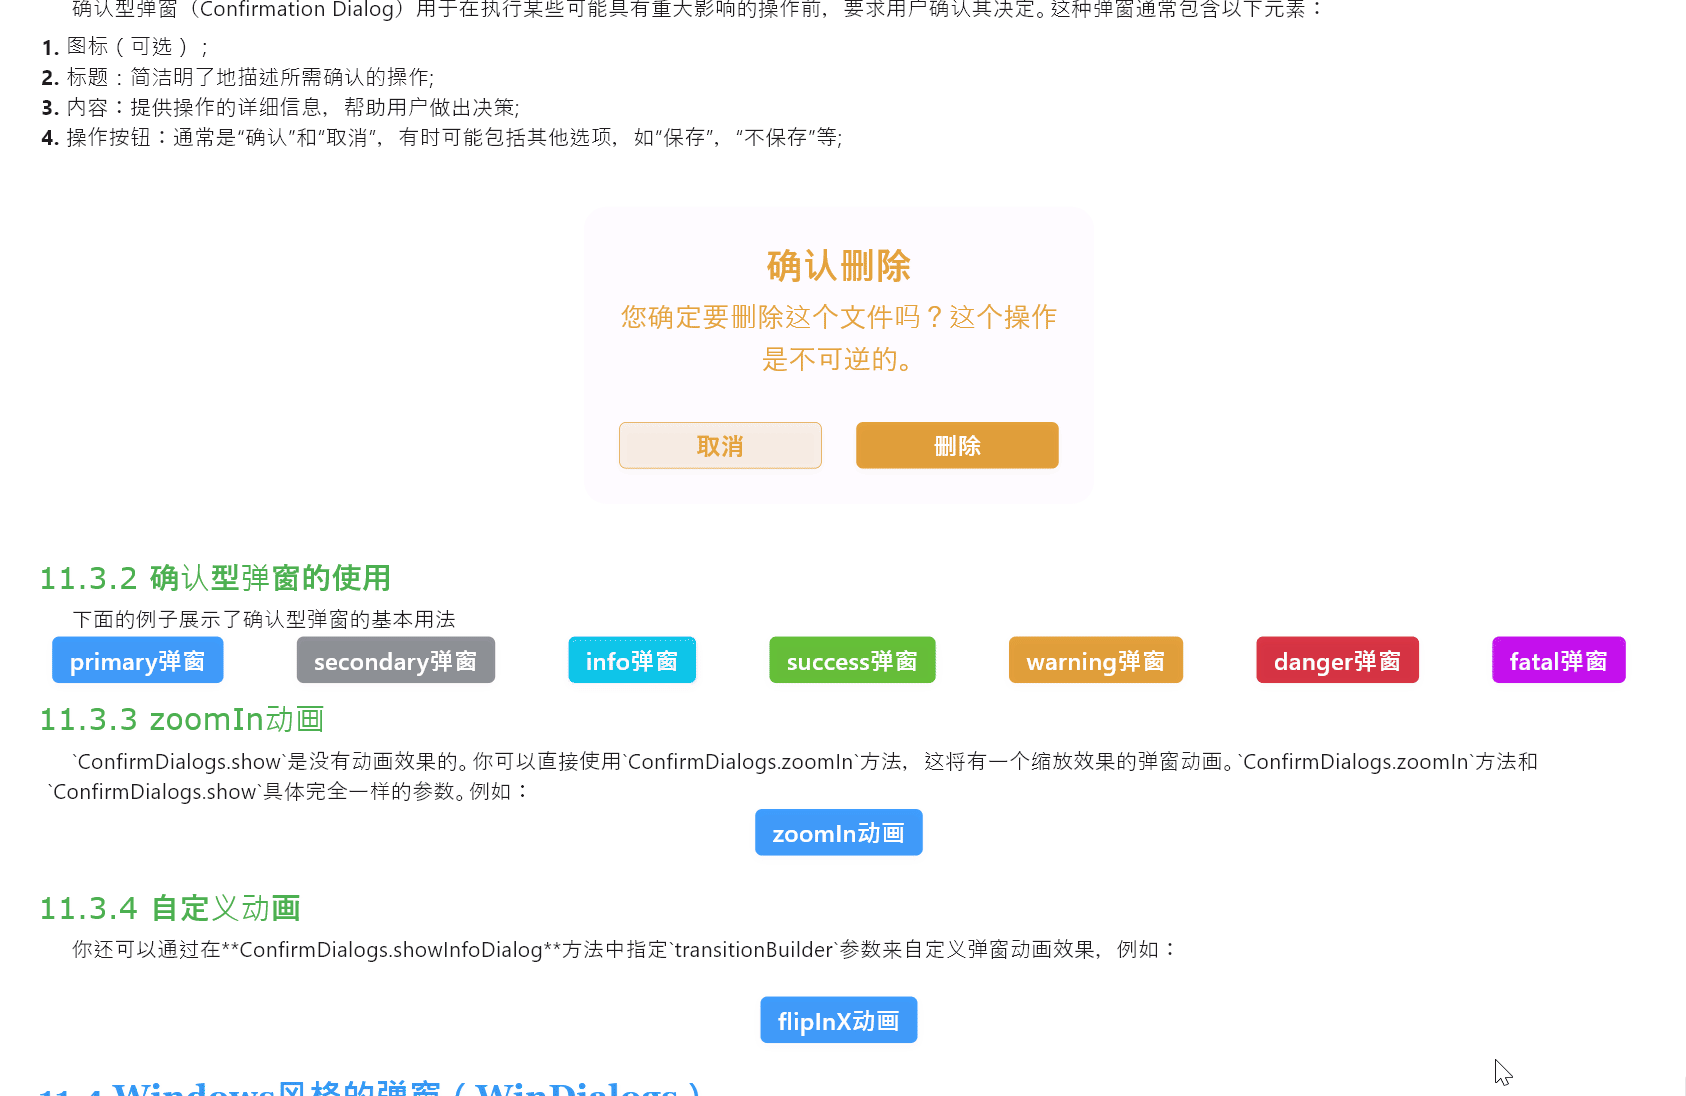 确认型弹窗（Confirmation Dialog）用于在执行某些可能具有重大影响的操作前，要求用户确认其决定。这种弹窗通常包含以下元素：
1. 图标（可选）;
2. 标题：简洁明了地描述所需确认的操作;
3. 内容：提供操作的详细信息，帮助用户做出决策;
4. 操作按钮：通常是“确认”和“取消”，有时可能包括其他选项，如“保存”，“不保存”等;
确认删除
您确定要删除这个文件吗？这个操作
是不可逆的。
取消 删除
11.3.2 确认型弹窗的使用
下面的例子展示了确认型弹窗的基本用法
primary弹窗 secondary弹窗 info弹窗 success弹窗 warning弹窗 danger弹窗 fatal弹窗
11.3.3 zoomIn动画
`ConfirmDialogs.show`是没有动画效果的。你可以直接使用`ConfirmDialogs.zoomIn`方法，这将有一个缩放效果的弹窗动画。`ConfirmDialogs.zoomIn`方法和
`ConfirmDialogs.show`具体完全一样的参数。例如：
zoomIn动画
11.3.4 自定义动画
你还可以通过在**ConfirmDialogs.showInfoDialog**方法中指定`transitionBuilder`参数来自定义弹窗动画效果，例如：
flipInX动画
11.4 Windows风格的弹窗（WinDialogs）